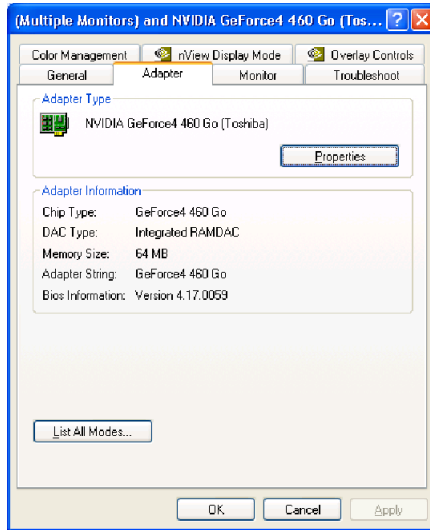 (Multiple Monitors) and NVIDIA GeForce4 460 Go (Tos...
Color Management nView Display Mode Overlay Controls
General Adapter Monitor Troubleshoot
Adapter Type
NVIDIA GeForce4 460 Go (Toshiba)
Properties
Adapter Information
Chip Type: GeForce4 460 Go
DAC Type: Integrated RAMDAC
Memory Size: 64 MB
Adapter String: GeForce4 460 Go
Bios Information: Version 4.17.0059
List All Modes...
OK Cancel Apply